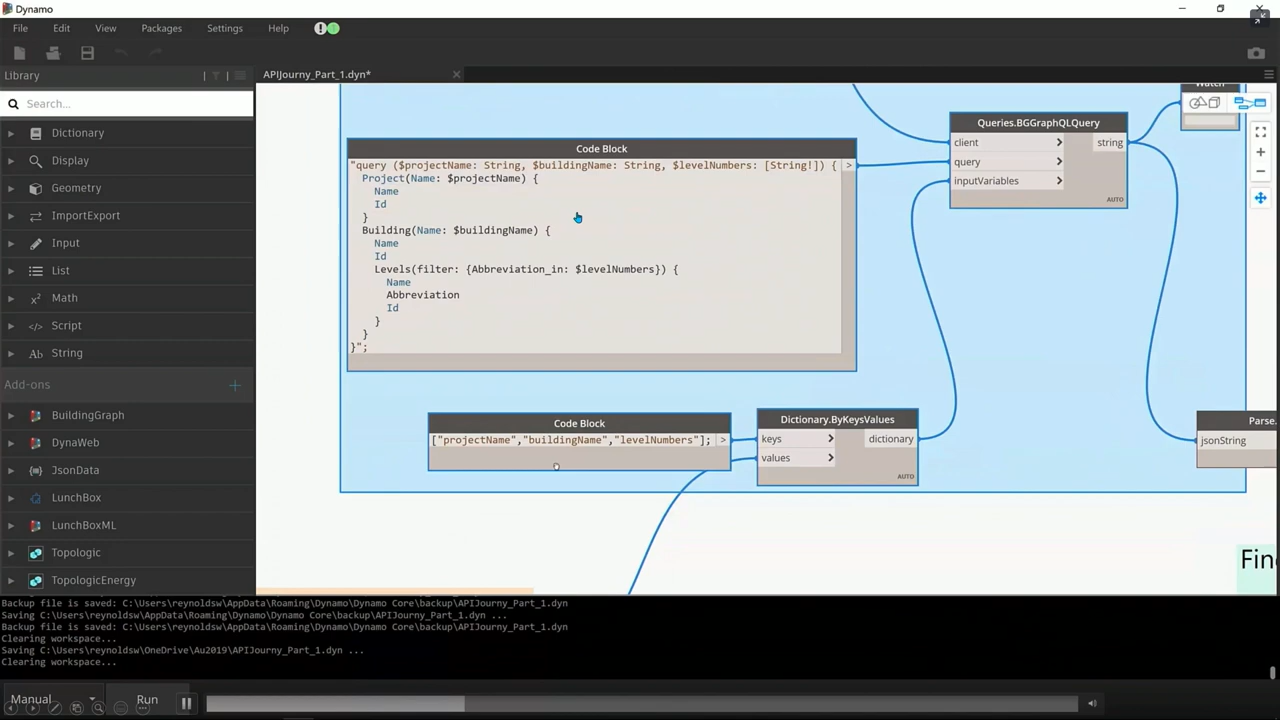 Dynamo
File Edit View Packages Settings Help
Library
APIJourny_Part_1.dyn*
Search...
Dictionary
Display
Geometry
ImportExport
Input
List
Math
Script
String
Add-ons
BuildingGraph
DynaWeb
JsonData
LunchBox
LunchBoxML
Topologic
TopologicEnergy
Code Block
"query ($projectName: String, $buildingName: String, $levelNumbers: [String!]) {
Project(Name: $projectName) {
Name
Id
}
Building(Name: $buildingName) {
Name
Id
Levels(filter: {Abbreviation_in: $levelNumbers}) {
Name
Abbreviation
Id
}
}
}";
>
Queries.BGGraphQLQuery
client > string
query >
inputVariables >
AUTO
Watch
Code Block
["projectName","buildingName","levelNumbers"]; >
Dictionary.ByKeysValues
keys > dictionary
values >
AUTO
Parse.
jsonString
Fin
Backup file is saved: C:\Users\reynoldsw\AppData\Roaming\Dynamo\Dynamo Core\backup\APIJourny_Part_1.dyn
Saving C:\Users\reynoldsw\AppData\Roaming\Dynamo\Dynamo Core\backup\APIJourny_Part_1.dyn ...
Backup file is saved: C:\Users\reynoldsw\AppData\Roaming\Dynamo\Dynamo Core\backup\APIJourny_Part_1.dyn
Clearing workspace...
Saving C:\Users\reynoldsw\OneDrive\Au2019\APIJourny_Part_1.dyn ...
Clearing workspace...
Manual
Run